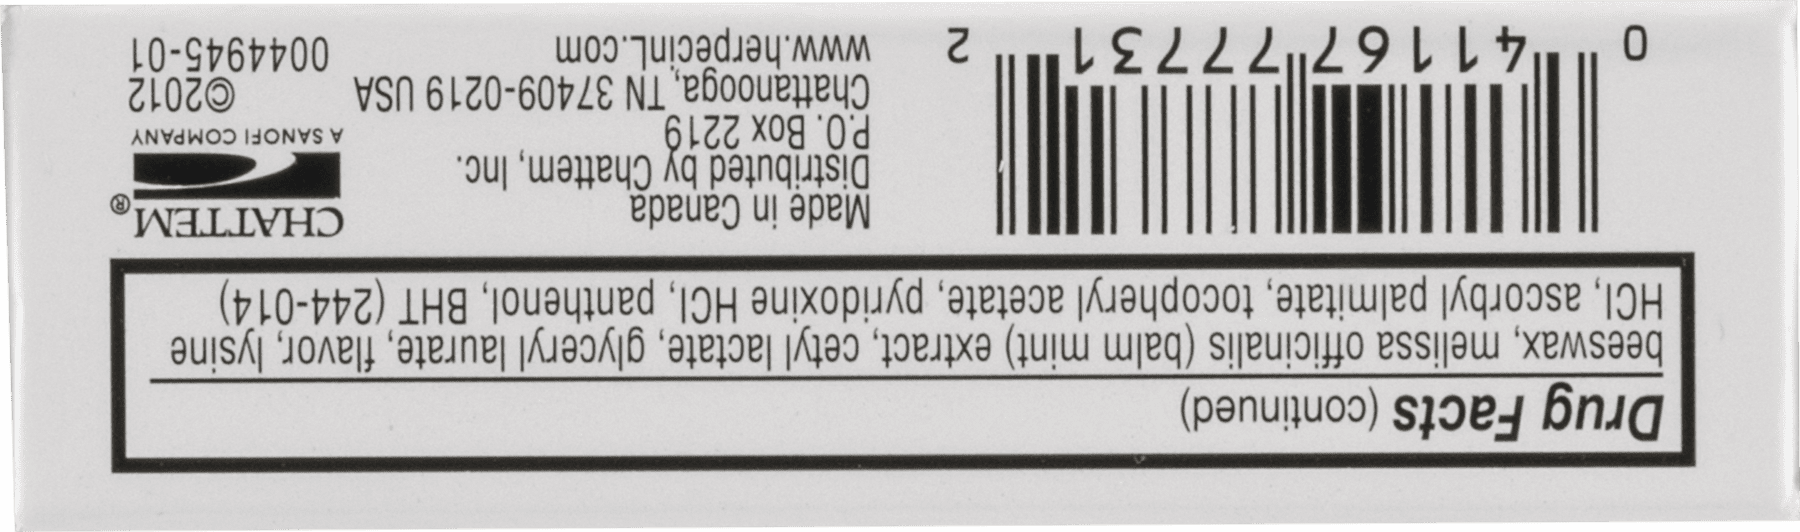 Drug Facts (continued)
beeswax, melissa officinalis (balm mint) extract, cetyl lactate, glyceryl laurate, flavor, lysine
HCl, ascorbyl palmitate, tocopheryl acetate, pyridoxine HCl, panthenol, BHT (244-014)
0 41167 77731 2
Made in Canada
Distributed by Chattem, Inc.
P.O. Box 2219
Chattanooga, TN 37409-0219 USA
www.herpecinL.com
CHATTEM®
A SANOFI COMPANY
©2012
0044945-01